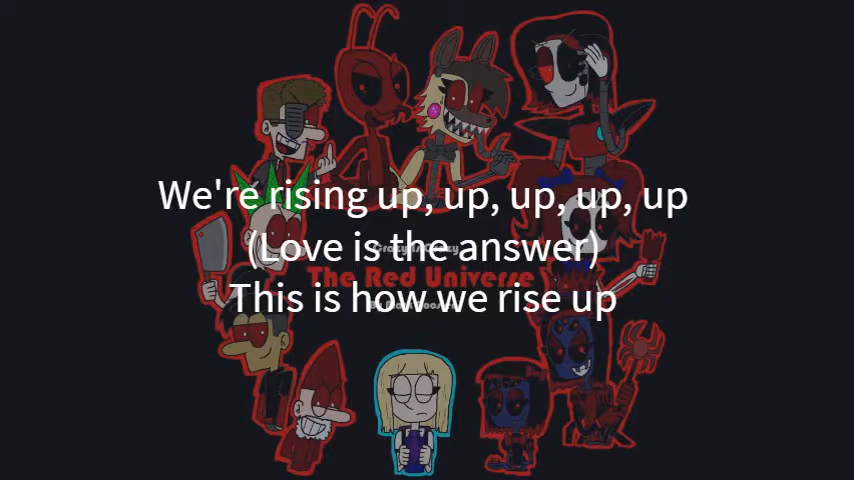 We're rising up, up, up, up, up
(Love is the answer)
The Red Universe
This is how we rise up